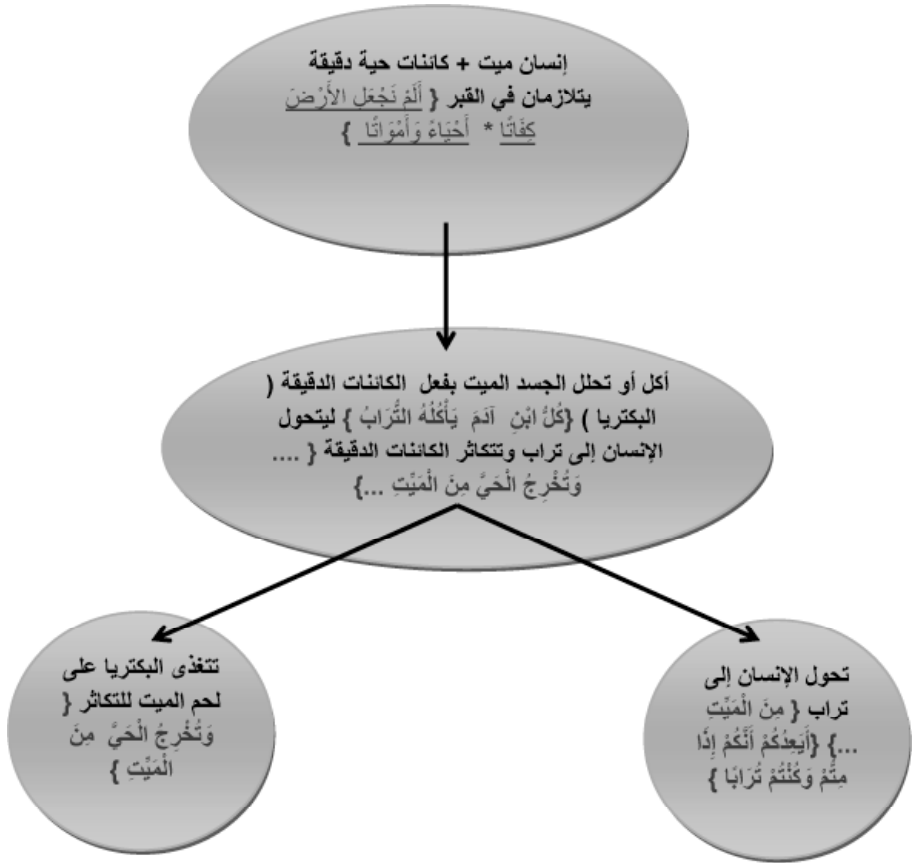 إنسان ميت + كائنات حية دقيقة
يتلازمان في القبر { أَلَمْ نَجْعَلِ الأَرْضَ
كِفَاتًا * أَحْيَاءً وَأَمْوَاتًا }
أكل أو تحلل الجسد الميت بفعل الكائنات الدقيقة (
البكتريا ) {كُلُّ ابْنِ آدَمَ يَأْكُلُهُ التُّرَابُ } ليتحول
الإنسان إلى تراب وتتكاثر الكائنات الدقيقة { ....
وَتُخْرِجُ الْحَيَّ مِنَ الْمَيِّتِ ...}
تتغذى البكتريا على
لحم الميت للتكاثر {
وَتُخْرِجُ الْحَيَّ مِنَ
الْمَيِّتِ }
تحول الإنسان إلى
تراب { مِنَ الْمَيِّتِ
...} {أَيَعِدُكُمْ أَنَّكُمْ إِذَا
مِتُّمْ وَكُنْتُمْ تُرَابًا }